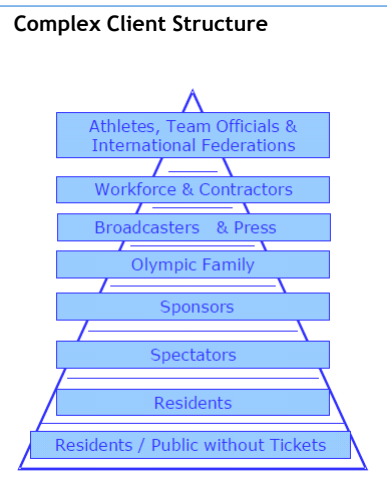 Complex Client Structure
Athletes, Team Officials &
International Federations
Workforce & Contractors
Broadcasters & Press
Olympic Family
Sponsors
Spectators
Residents
Residents / Public without Tickets